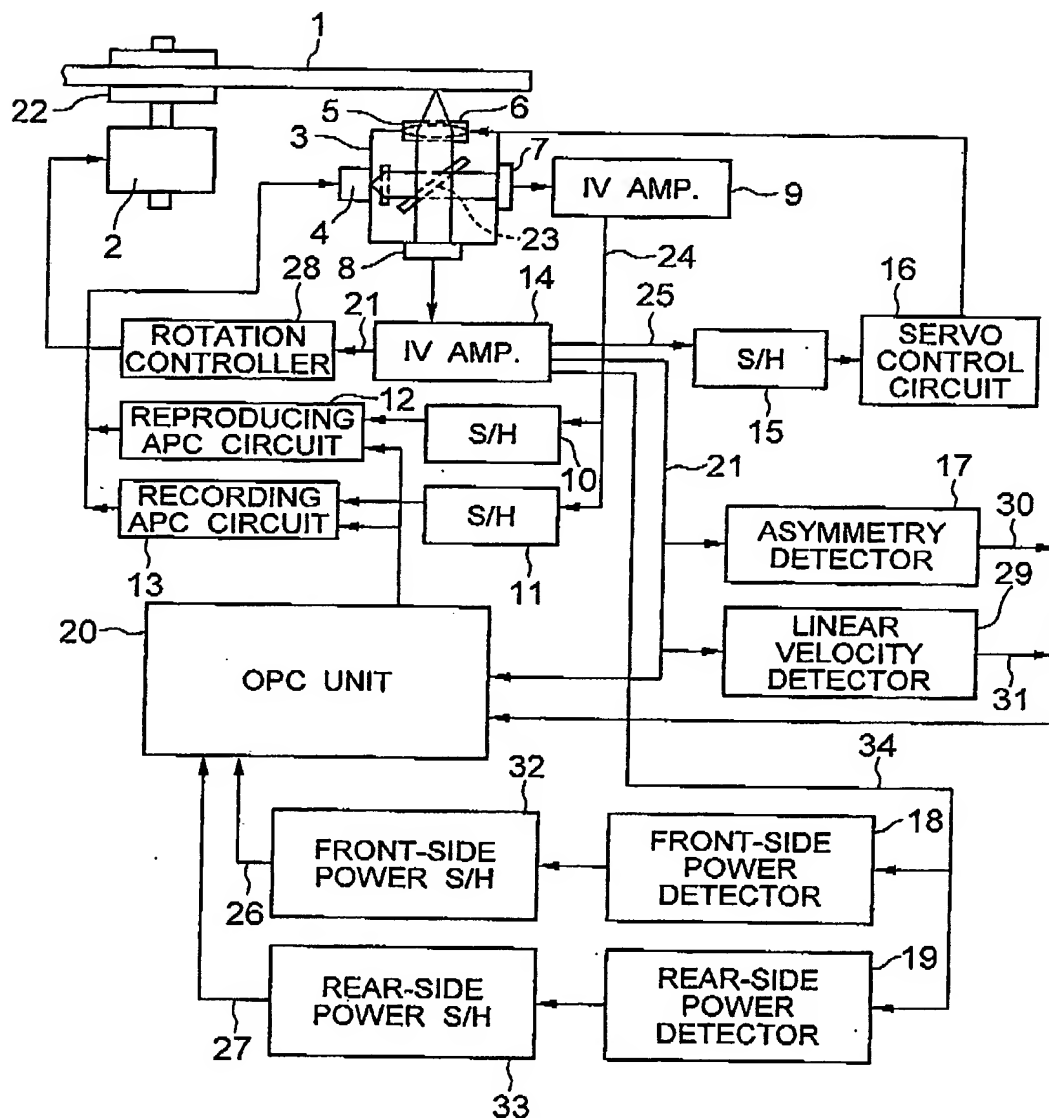 1
22
5
6
3
7
IV AMP.
9
2
4
23
8
24
28
14
25
16
21
ROTATION
CONTROLLER
IV AMP.
S/H
SERVO
CONTROL
CIRCUIT
12
15
REPRODUCING
APC CIRCUIT
S/H
10
21
17
RECORDING
APC CIRCUIT
S/H
ASYMMETRY
DETECTOR
30
13
11
29
20
OPC UNIT
LINEAR
VELOCITY
DETECTOR
31
32
34
18
FRONT-SIDE
POWER S/H
FRONT-SIDE
POWER
DETECTOR
26
19
REAR-SIDE
POWER S/H
REAR-SIDE
POWER
DETECTOR
27
33